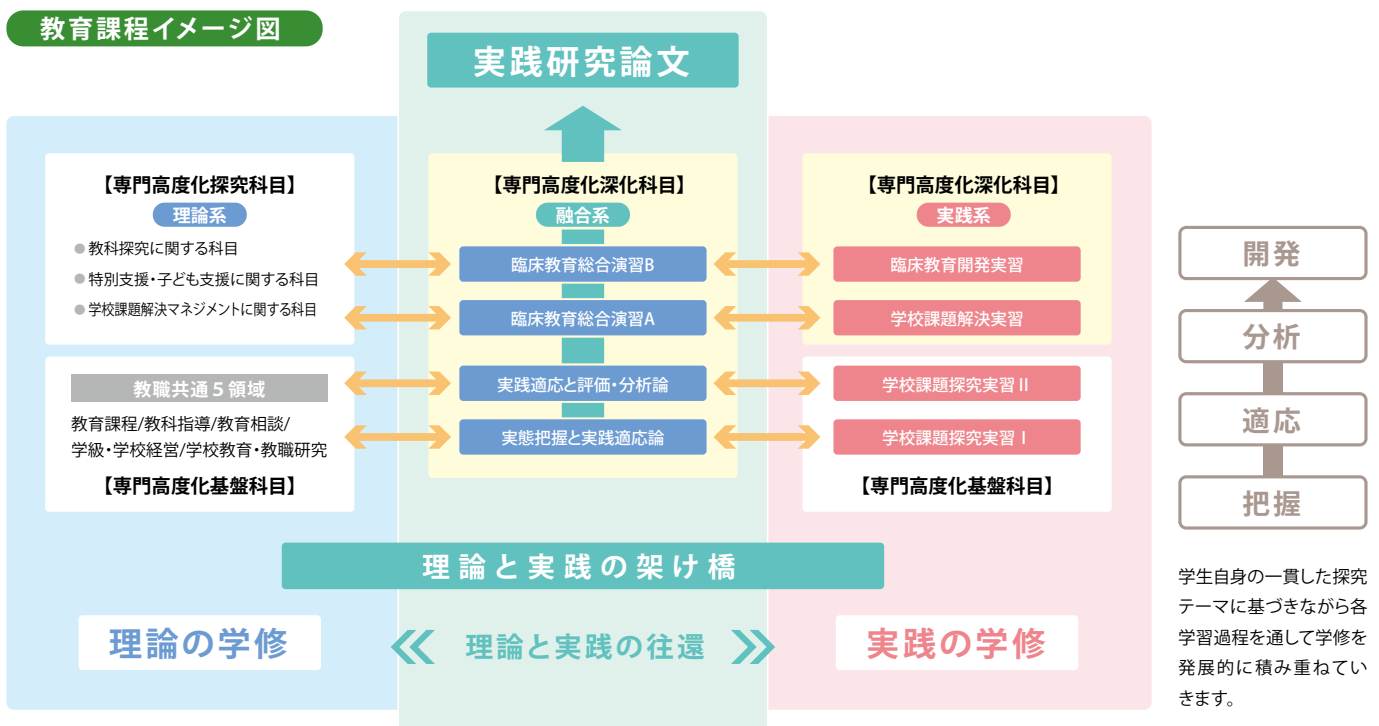 教育課程イメージ図
実践研究論文
【専門高度化探究科目】
理論系
●教科探究に関する科目
●特別支援・子ども支援に関する科目
●学校課題解決マネジメントに関する科目
教職共通5領域
教育課程/教科指導/教育相談/
学級・学校経営/学校教育・教職研究
【専門高度化基盤科目】
【専門高度化深化科目】
融合系
臨床教育総合演習B
臨床教育総合演習A
実践適応と評価・分析論
実態把握と実践適応論
【専門高度化深化科目】
実践系
臨床教育開発実習
学校課題解決実習
学校課題探究実習Ⅱ
学校課題探究実習Ⅰ
【専門高度化基盤科目】
理論と実践の架け橋
理論の学修
理論と実践の往還
実践の学修
開発
分析
適応
把握
学生自身の一貫した探究
テーマに基づきながら各
学習過程を通して学修を
発展的に積み重ねてい
きます。